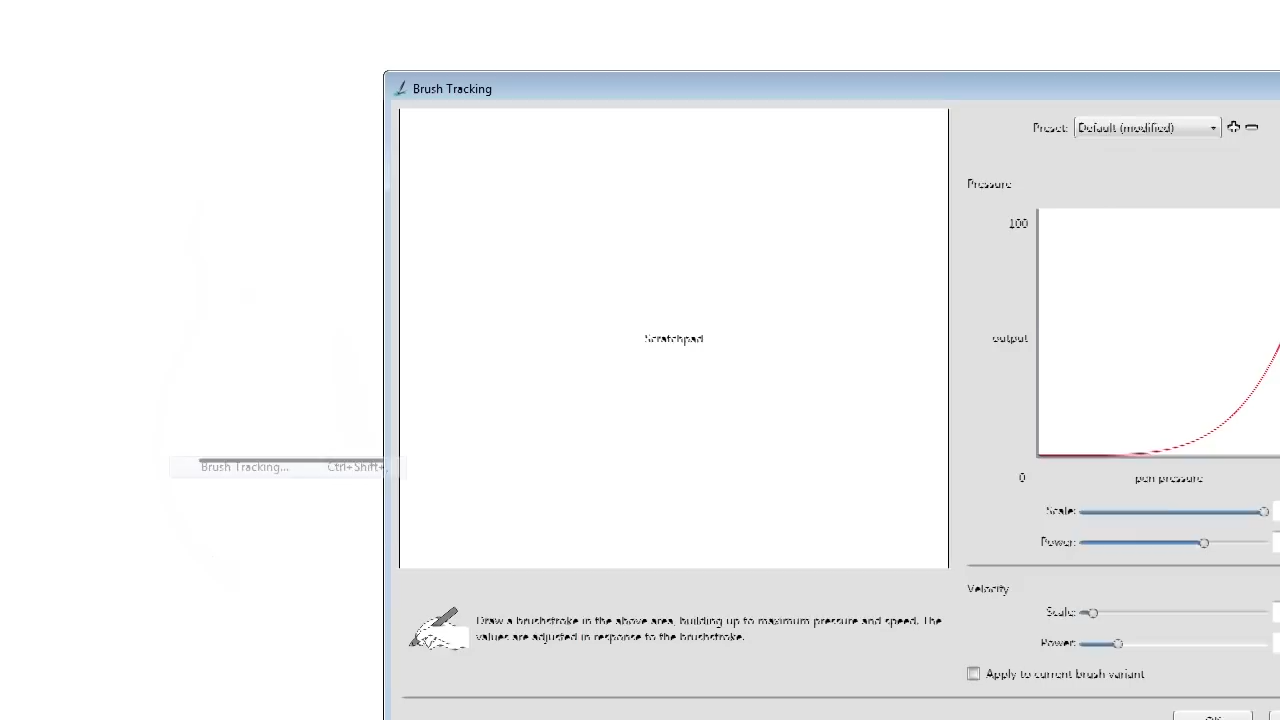 Brush Tracking
Preset: Default (modified)
Pressure
100
Scratchpad
output
Brush Tracking... Ctrl+Shift+
0
pen pressure
Scale:
Power:
Velocity
Scale:
Draw a brushstroke in the above area, building up to maximum pressure and speed. The
values are adjusted in response to the brushstroke.
Power:
Apply to current brush variant
OK